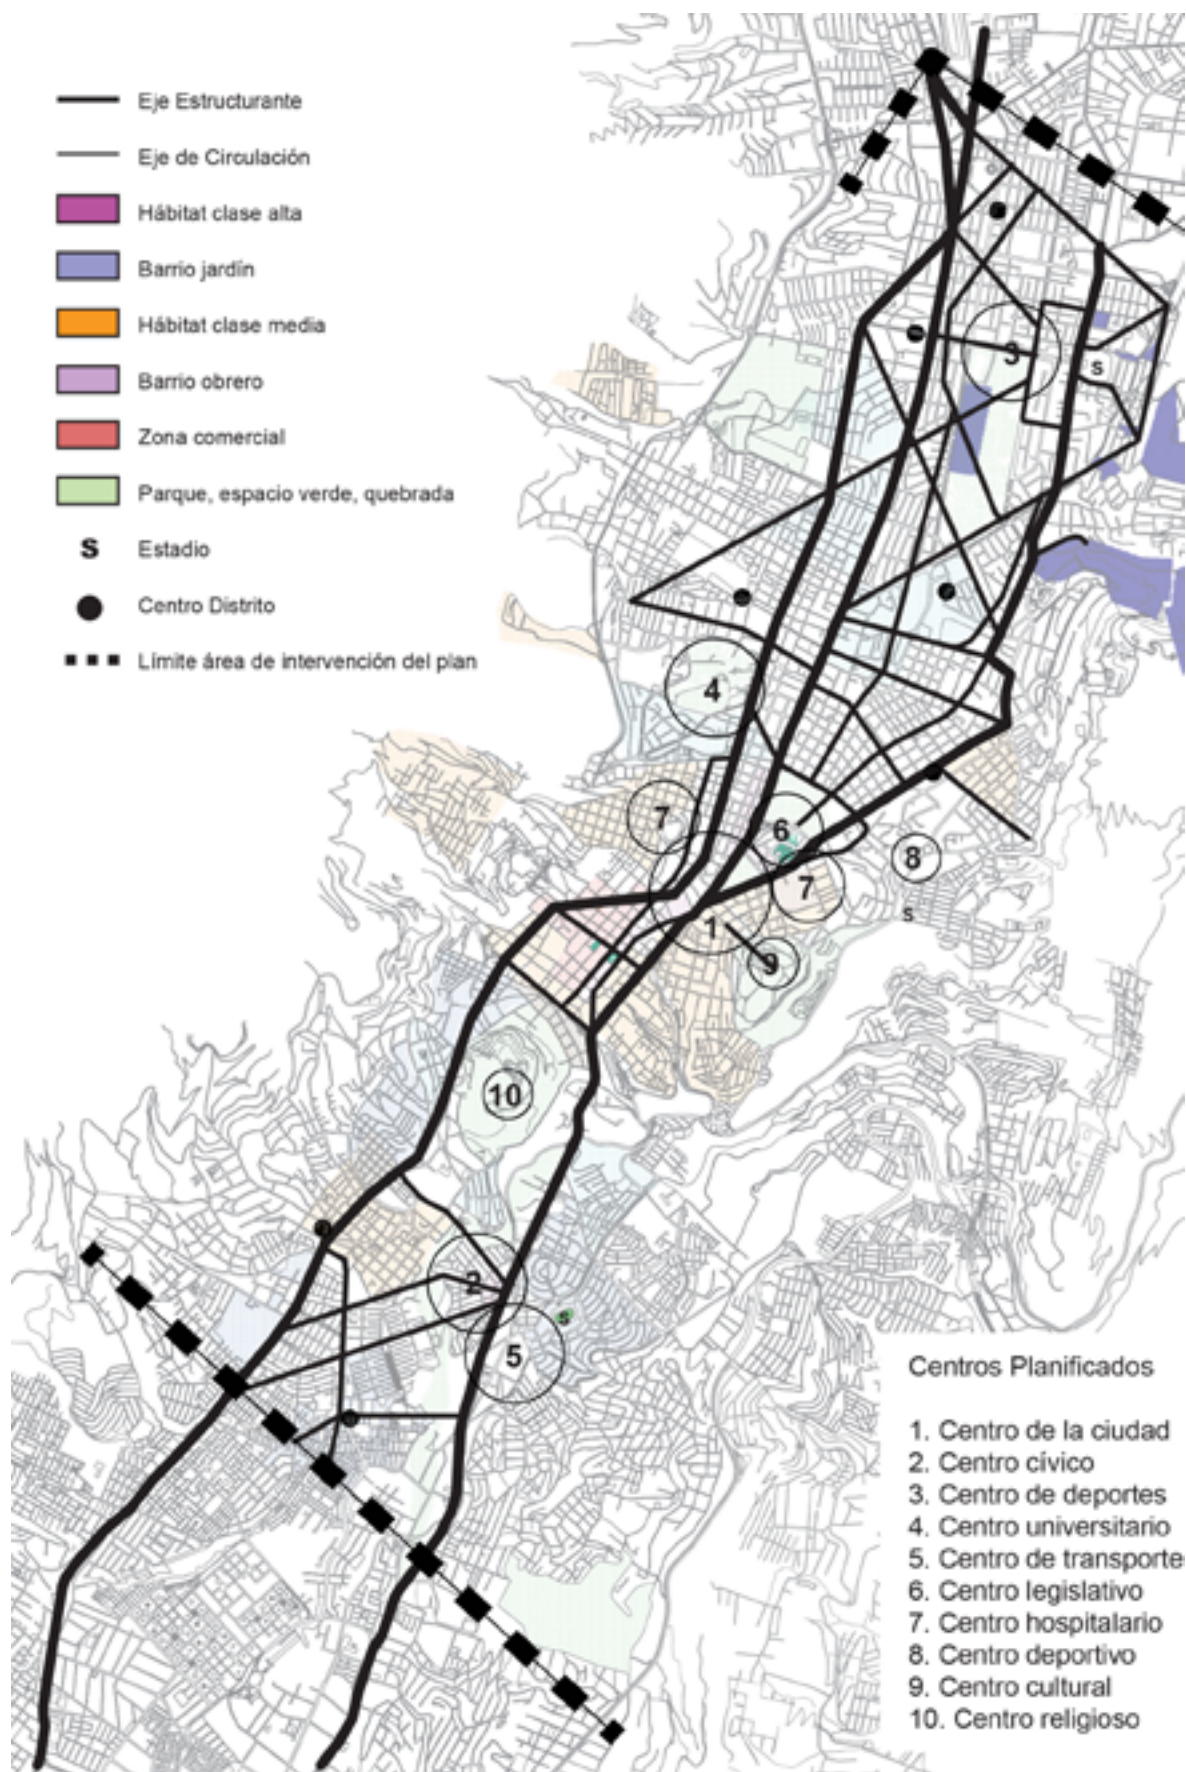 Eje Estructurante
Eje de Circulación
Hábitat clase alta
Barrio jardín
Hábitat clase media
Barrio obrero
Zona comercial
Parque, espacio verde, quebrada
S Estadio
Centro Distrito
Límite área de intervención del plan
3
S
4
7
6
8
7
S
1
9
10
2
S
5
Centros Planificados
1. Centro de la ciudad
2. Centro cívico
3. Centro de deportes
4. Centro universitario
5. Centro de transporte
6. Centro legislativo
7. Centro hospitalario
8. Centro deportivo
9. Centro cultural
10. Centro religioso